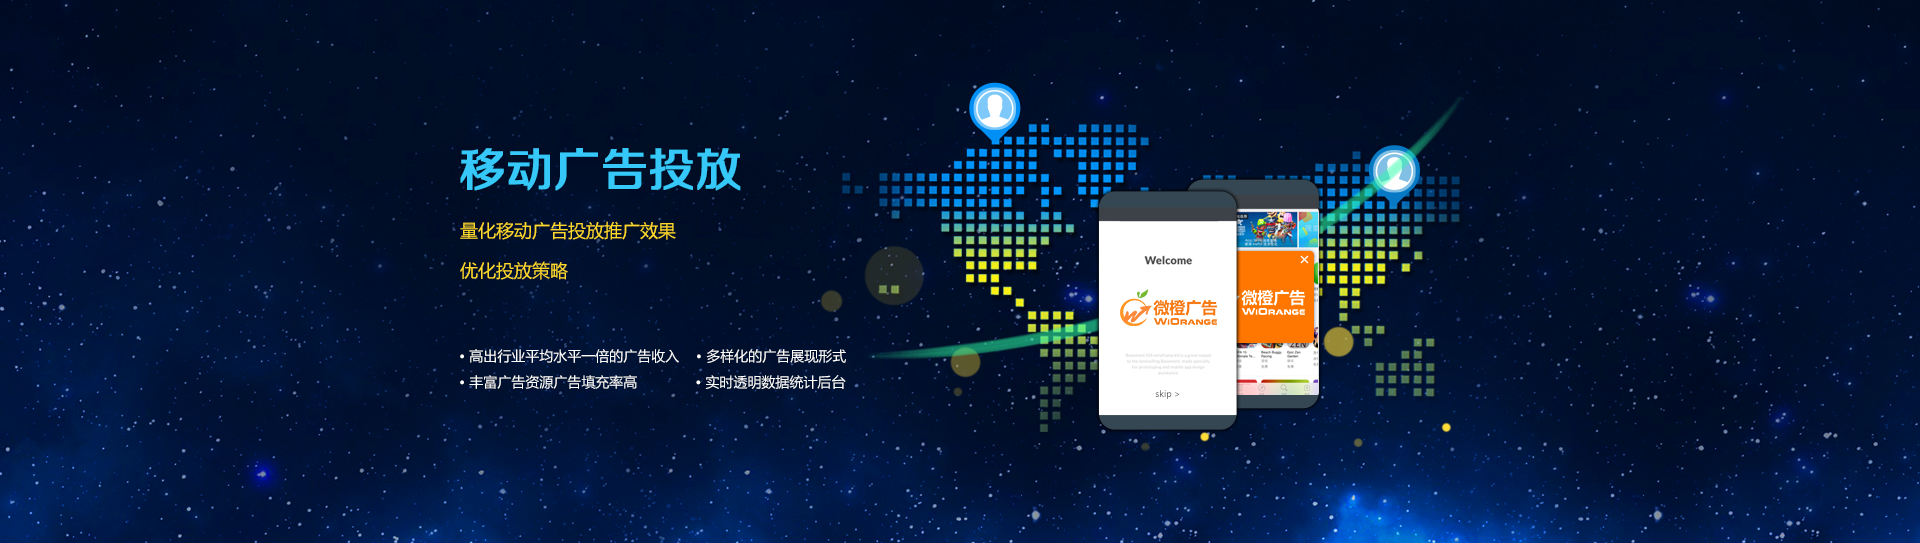 移动广告投放
量化移动广告投放推广效果
优化投放策略
• 高出行业平均水平一倍的广告收入
• 多样化的广告展现形式
• 丰富广告资源广告填充率高
• 实时透明数据统计后台
Welcome
微橙广告
WiORANGE
skip >
微橙广告
WiORANGE